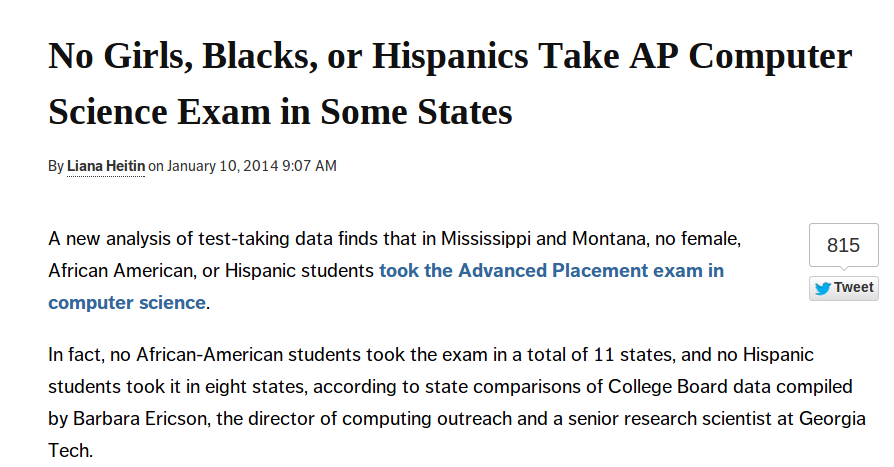 No Girls, Blacks, or Hispanics Take AP Computer
Science Exam in Some States
By Liana Heitin on January 10, 2014 9:07 AM
A new analysis of test-taking data finds that in Mississippi and Montana, no female,
African American, or Hispanic students took the Advanced Placement exam in
computer science.
815
Tweet
In fact, no African-American students took the exam in a total of 11 states, and no Hispanic
students took it in eight states, according to state comparisons of College Board data compiled
by Barbara Ericson, the director of computing outreach and a senior research scientist at Georgia
Tech.